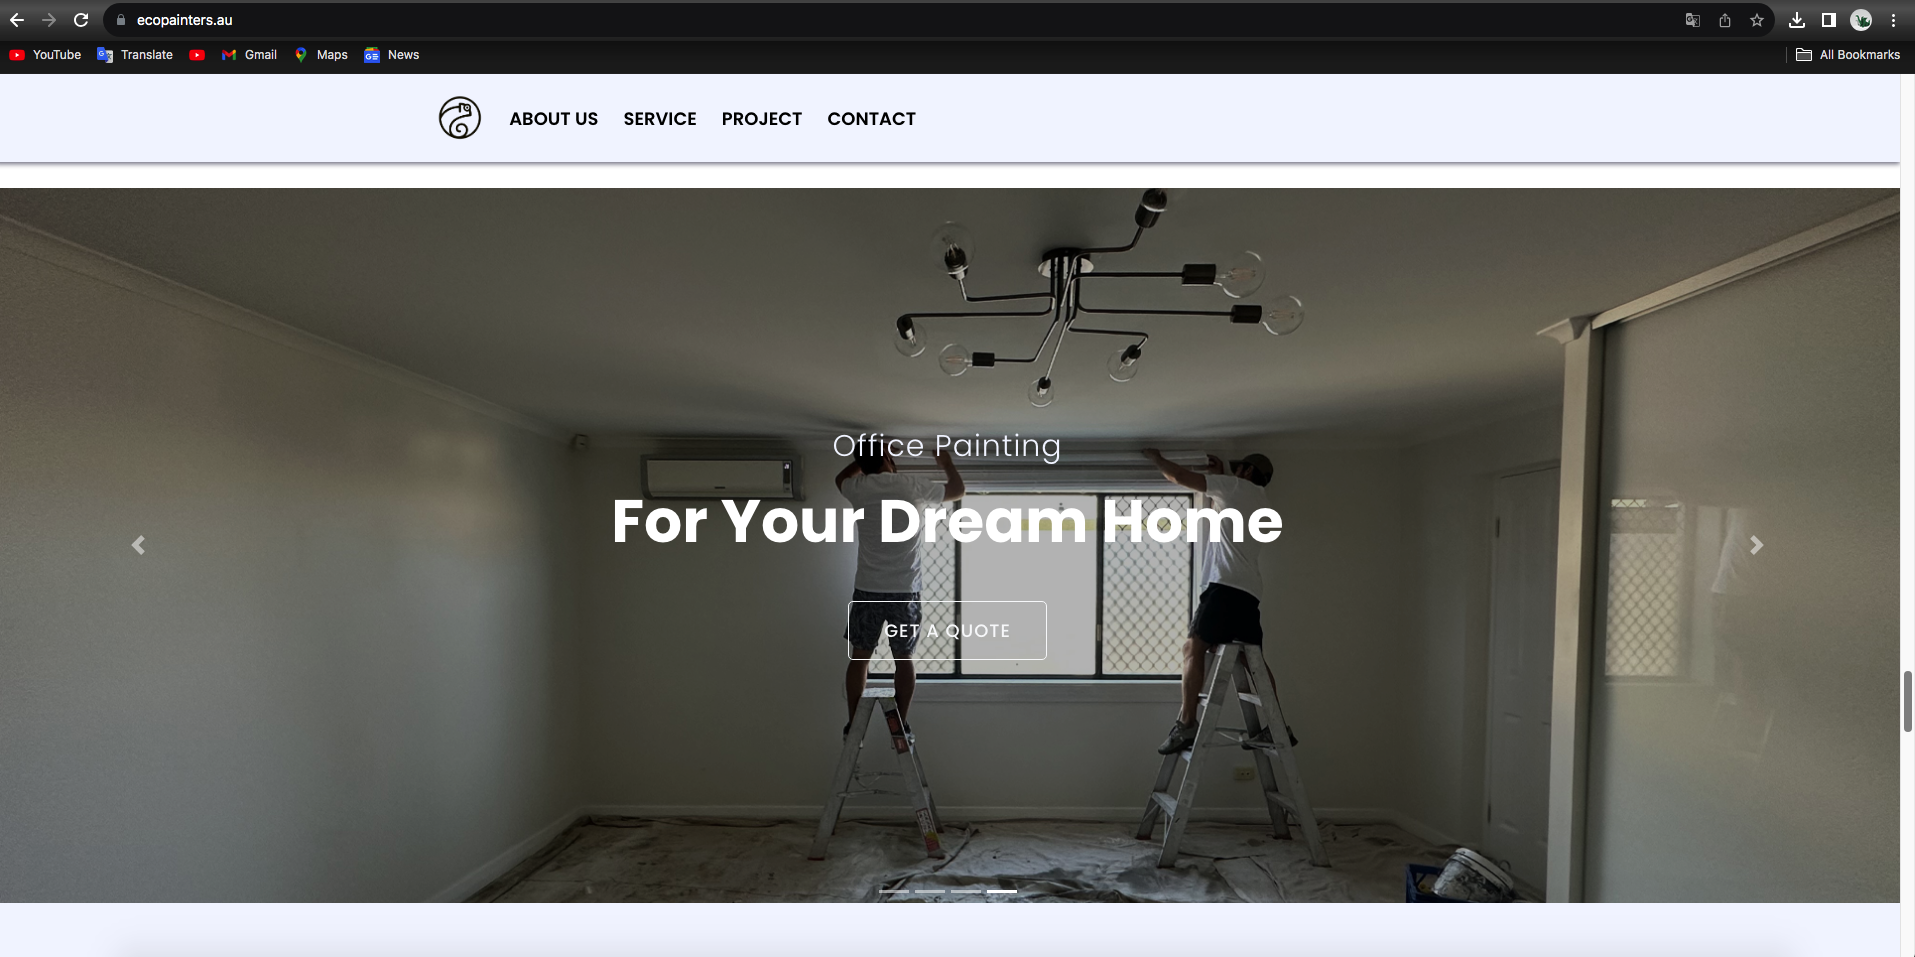 ecopainters.au
YouTube Translate Gmail Maps News All Bookmarks
ABOUT US SERVICE PROJECT CONTACT
Office Painting
For Your Dream Home
GET A QUOTE